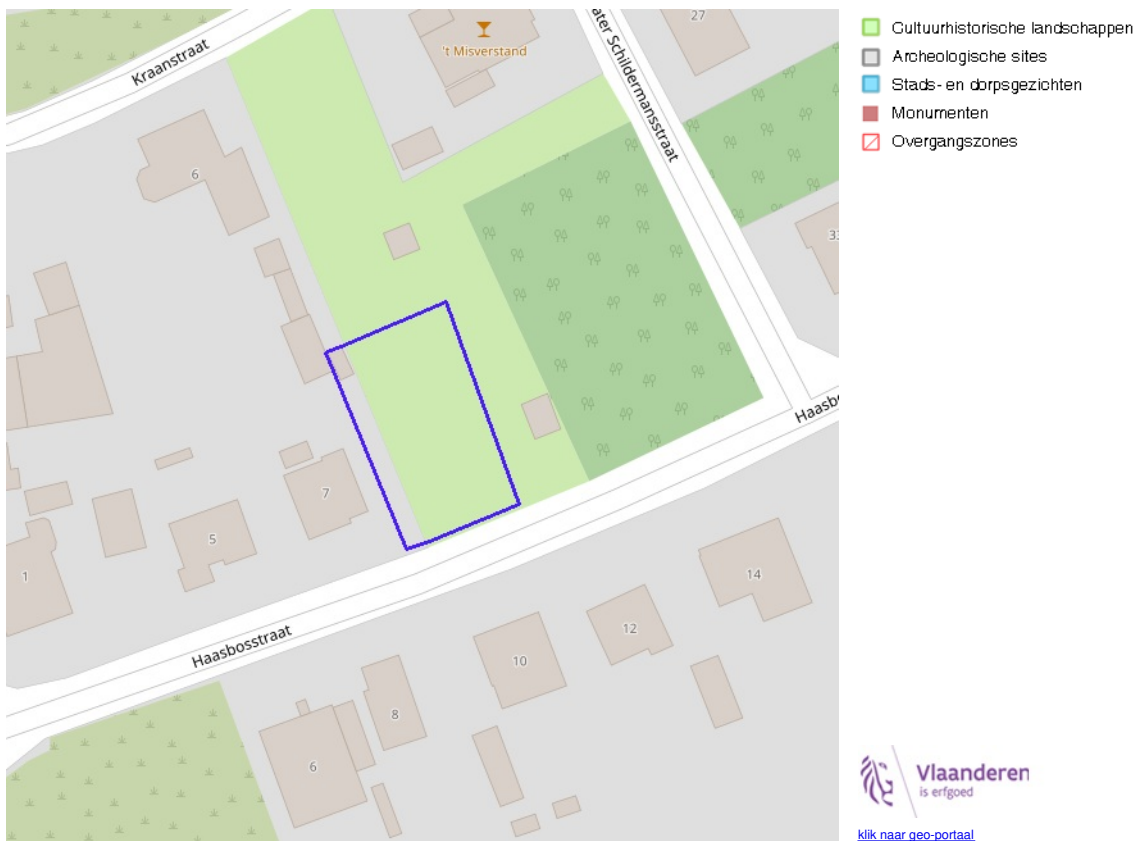 27
't Misverstand
Kraanstraat
ater Schildermansstraat
6
33
Haasbo
7
5
1
14
12
10
Haasbosstraat
8
6
Cultuurhistorische landschappen
Archeologische sites
Stads- en dorpsgezichten
Monumenten
Overgangszones
Vlaanderen
is erfgoed
klik naar geo-portaal